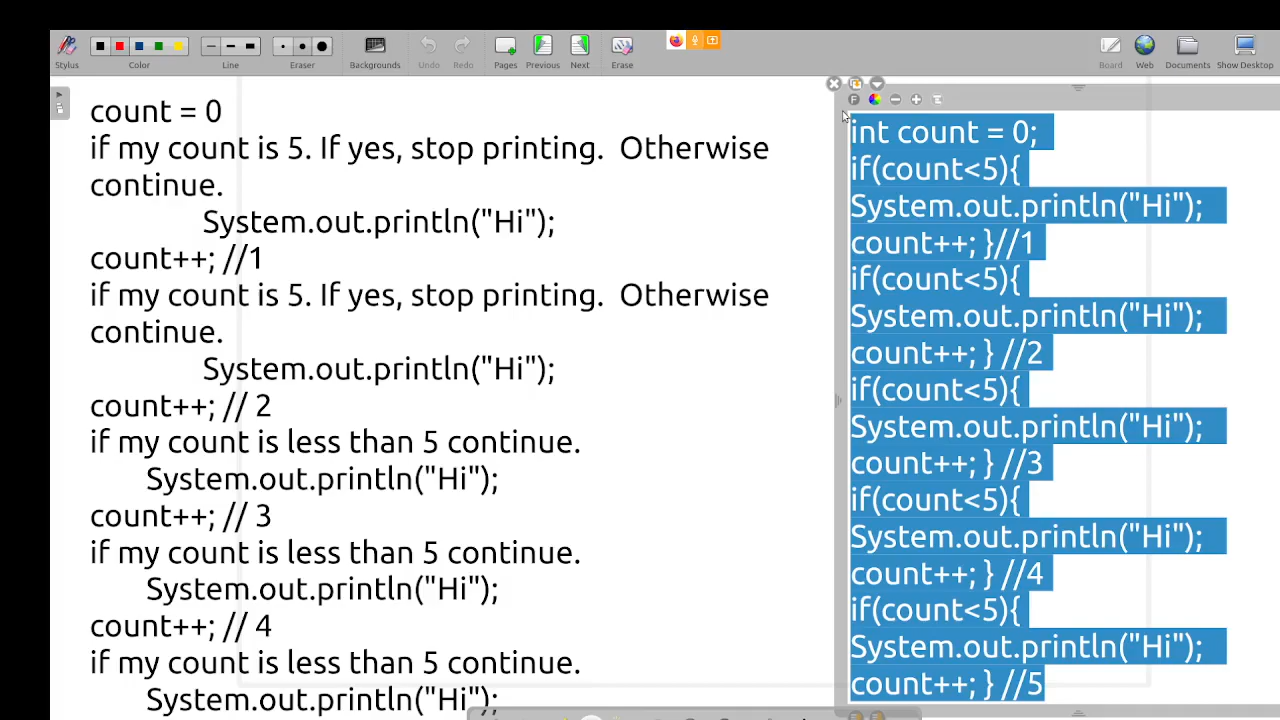 Stylus
Color
Line
Eraser
Backgrounds
Undo
Redo
Pages
Previous
Next
Erase
Board
Web
Documents
Show Desktop
count = 0
if my count is 5. If yes, stop printing.  Otherwise
continue.
System.out.println("Hi");
count++; //1
if my count is 5. If yes, stop printing.  Otherwise
continue.
System.out.println("Hi");
count++; // 2
if my count is less than 5 continue.
System.out.println("Hi");
count++; // 3
if my count is less than 5 continue.
System.out.println("Hi");
count++; // 4
if my count is less than 5 continue.
System.out.println("Hi");
F
int count = 0;
if(count<5){
System.out.println("Hi");
count++; }//1
if(count<5){
System.out.println("Hi");
count++; } //2
if(count<5){
System.out.println("Hi");
count++; } //3
if(count<5){
System.out.println("Hi");
count++; } //4
if(count<5){
System.out.println("Hi");
count++; } //5